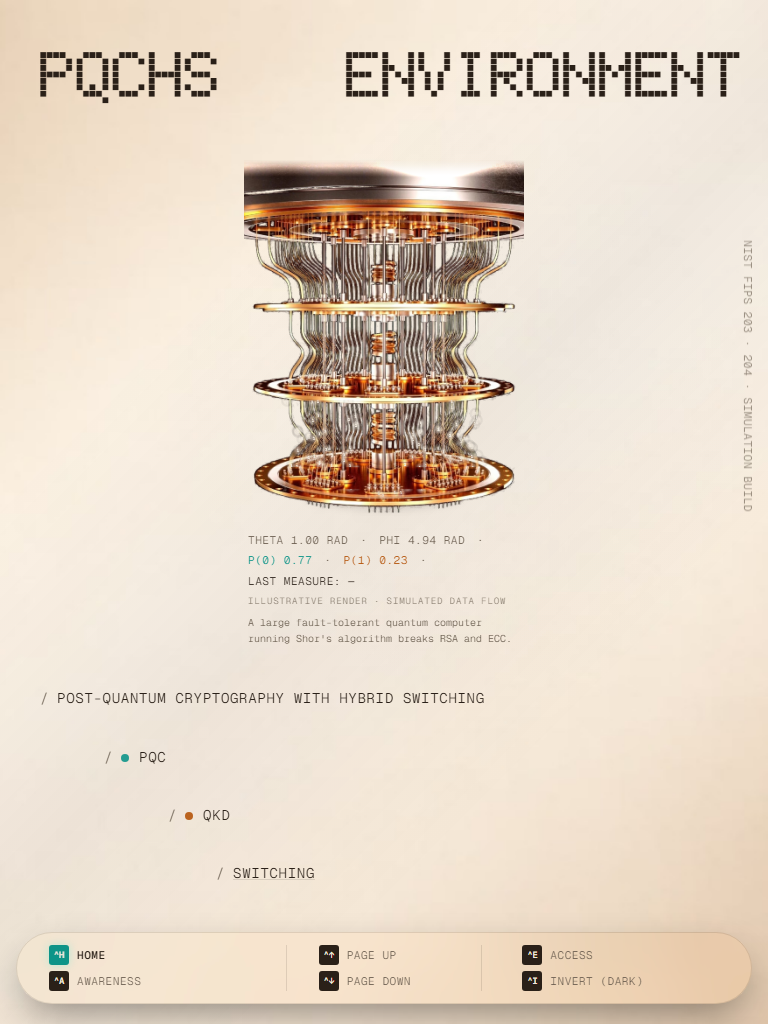 PQCHS ENVIRONMENT
NIST FIPS 203 · 204 · SIMULATION BUILD
THETA 1.00 RAD · PHI 4.94 RAD ·
P(0) 0.77 · P(1) 0.23 ·
LAST MEASURE: —
ILLUSTRATIVE RENDER · SIMULATED DATA FLOW
A large fault-tolerant quantum computer
running Shor's algorithm breaks RSA and ECC.
/ POST-QUANTUM CRYPTOGRAPHY WITH HYBRID SWITCHING
/ ● PQC
/ ● QKD
/ SWITCHING
^H HOME
^A AWARENESS
^↑ PAGE UP
^↓ PAGE DOWN
^E ACCESS
^I INVERT (DARK)